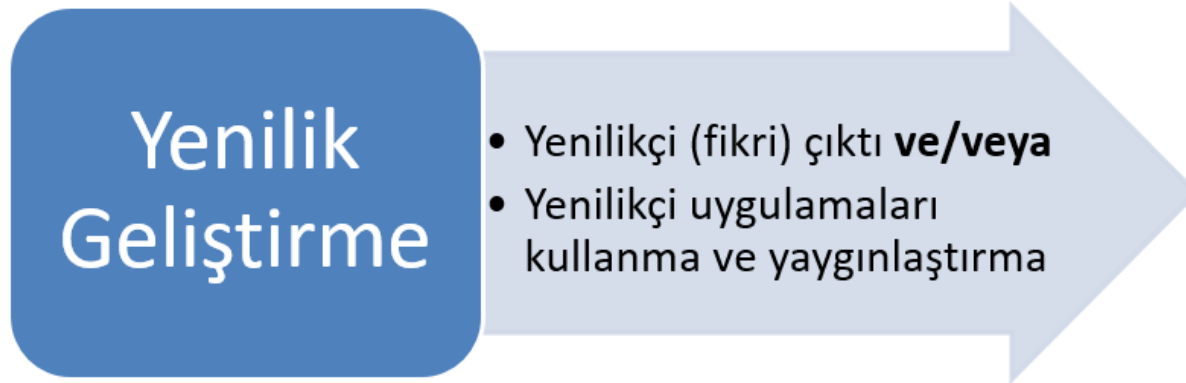 Yenilik
Geliştirme
• Yenilikçi (fikri) çıktı ve/veya
• Yenilikçi uygulamaları
kullanma ve yaygınlaştırma